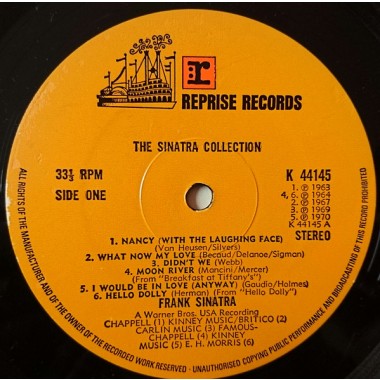 r
REPRISE RECORDS
THE SINATRA COLLECTION
33⅓ RPM
SIDE ONE
K 44145
1. ℗ 1963
4, 6. ℗ 1964
2. ℗ 1967
3. ℗ 1969
5. ℗ 1970
K 44145 A
STEREO
1. NANCY (WITH THE LAUGHING FACE)
(Van Heusen/Silvers)
2. WHAT NOW MY LOVE (Becaud/Delanoe/Sigman)
3. DIDN'T WE (Webb)
4. MOON RIVER (Mancini/Mercer)
(From "Breakfast at Tiffany's")
5. I WOULD BE IN LOVE (ANYWAY) (Gaudio/Holmes)
6. HELLO DOLLY (Herman) (From "Hello Dolly")
FRANK SINATRA
A Warner Bros. USA Recording
CHAPPELL (1) KINNEY MUSIC/BRITICO (2)
CARLIN MUSIC (3) FAMOUS-
CHAPPELL (4) KINNEY
MUSIC (5) E. H. MORRIS (6)
ALL RIGHTS OF THE MANUFACTURER AND OF THE OWNER OF THE RECORDED WORK RESERVED · UNAUTHORISED COPYING PUBLIC PERFORMANCE AND BROADCASTING OF THIS RECORD PROHIBITED